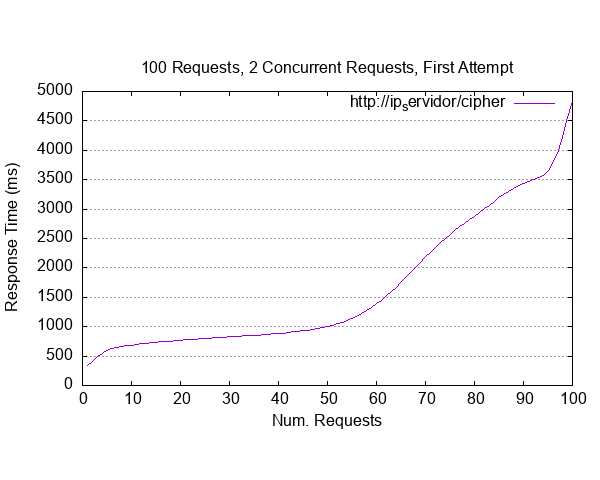 100 Requests, 2 Concurrent Requests, First Attempt
http://ip_servidor/cipher
Response Time (ms)
5000
4500
4000
3500
3000
2500
2000
1500
1000
500
0
0 10 20 30 40 50 60 70 80 90 100
Num. Requests